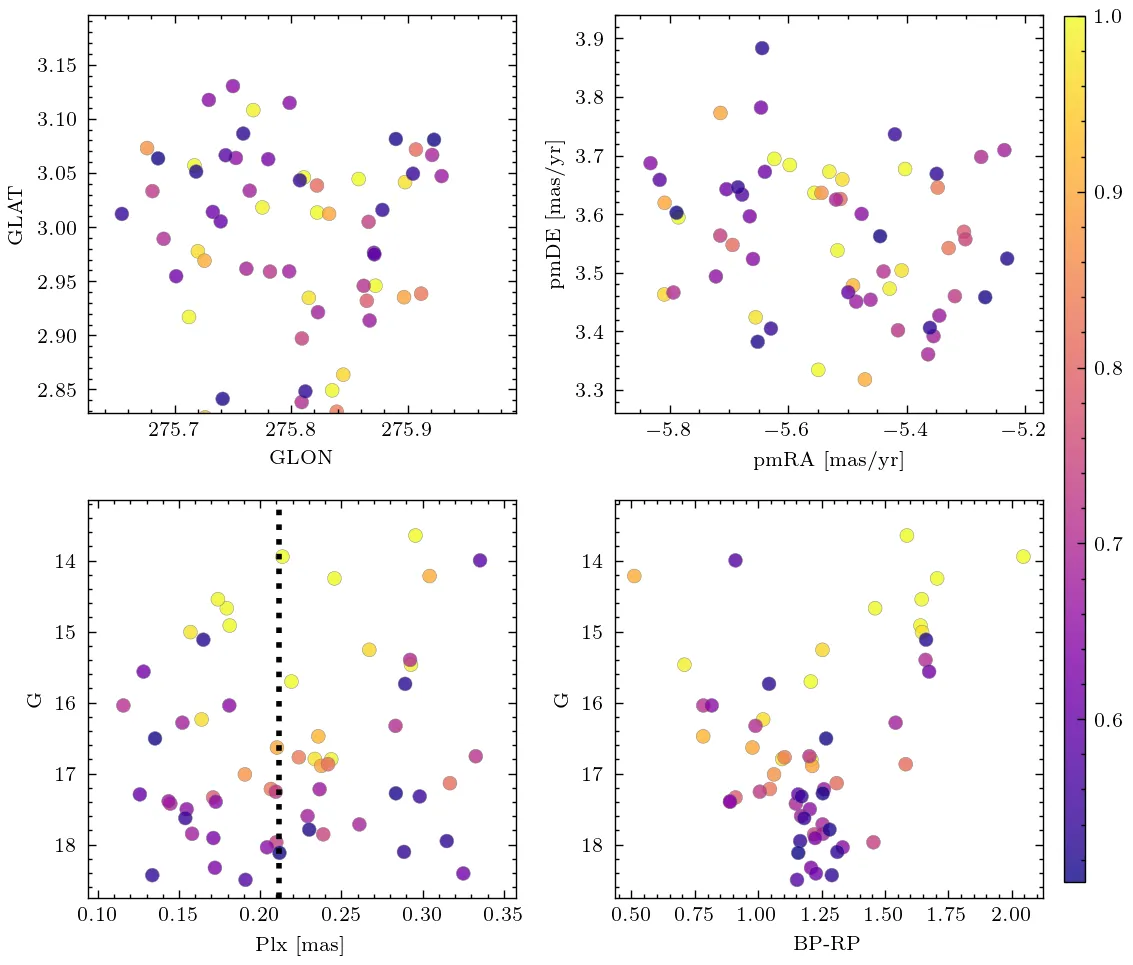 3.15
3.10
3.05
3.00
2.95
2.90
2.85
GLAT
275.7 275.8 275.9
GLON
3.9
3.8
3.7
3.6
3.5
3.4
3.3
pmDE [mas/yr]
−5.8 −5.6 −5.4 −5.2
pmRA [mas/yr]
1.0
0.9
0.8
0.7
0.6
14
15
16
17
18
G
0.10 0.15 0.20 0.25 0.30 0.35
Plx [mas]
14
15
16
17
18
G
0.50 0.75 1.00 1.25 1.50 1.75 2.00
BP-RP